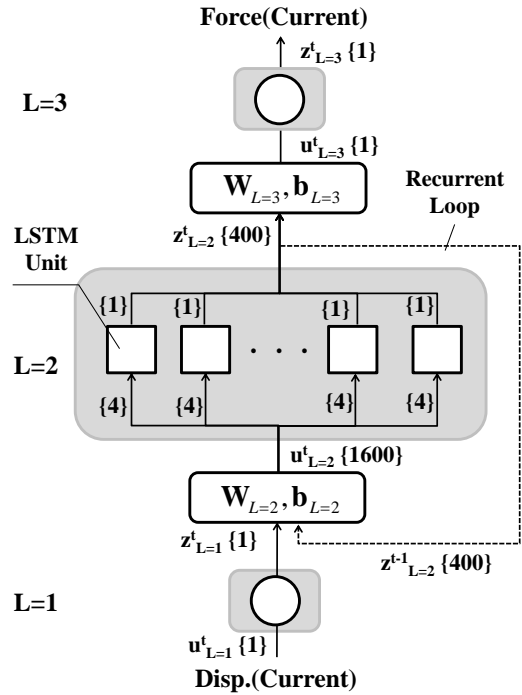 Force(Current)
z^t_{L=3} {1}
L=3
u^t_{L=3} {1}
W_{L=3}, b_{L=3}
Recurrent
Loop
z^t_{L=2} {400}
LSTM
Unit
{1} {1} {1} {1}
L=2
. . .
{4} {4} {4} {4}
u^t_{L=2} {1600}
W_{L=2}, b_{L=2}
z^t_{L=1} {1}
z^{t-1}_{L=2} {400}
L=1
u^t_{L=1} {1}
Disp.(Current)